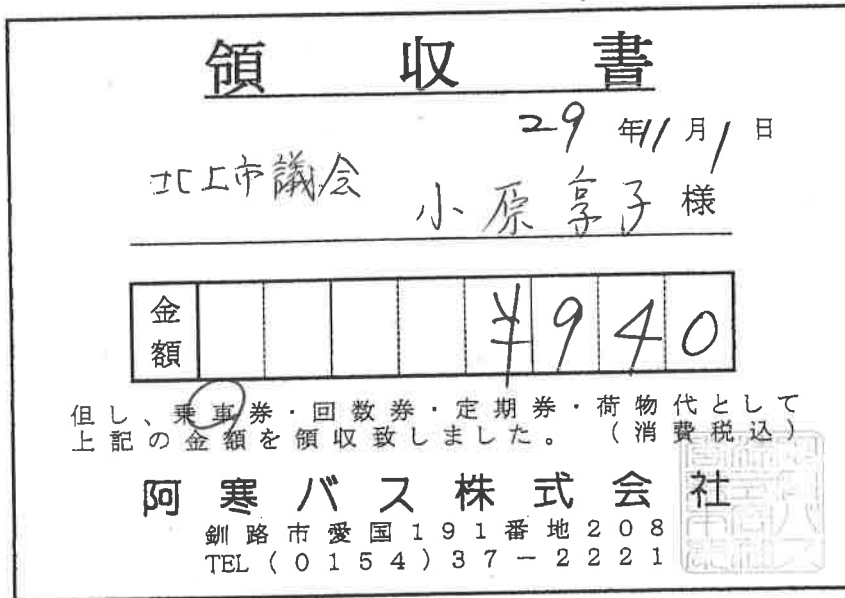 領収書
29年11月1日
北上市議会
小原享子様
金額 ¥940
但し、乗車券・回数券・定期券・荷物代として
上記の金額を領収致しました。（消費税込）
阿寒バス株式会社
釧路市愛国191番地208
TEL（0154）37－2221